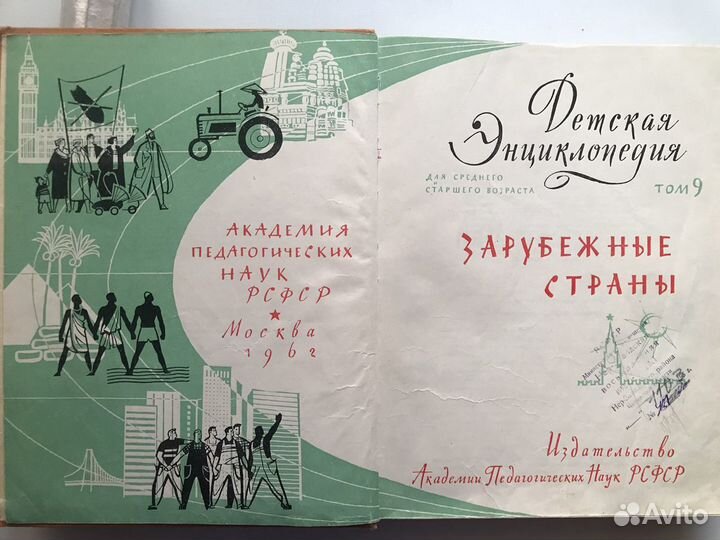 АКАДЕМИЯ
ПЕДАГОГИЧЕСКИХ
НАУК
РСФСР
Москва
1962
Детская
Энциклопедия
ДЛЯ СРЕДНЕГО
И
СТАРШЕГО ВОЗРАСТА
ТОМ 9
ЗАРУБЕЖНЫЕ
СТРАНЫ
Издательство
Академии Педагогических Наук РСФСР
Avito